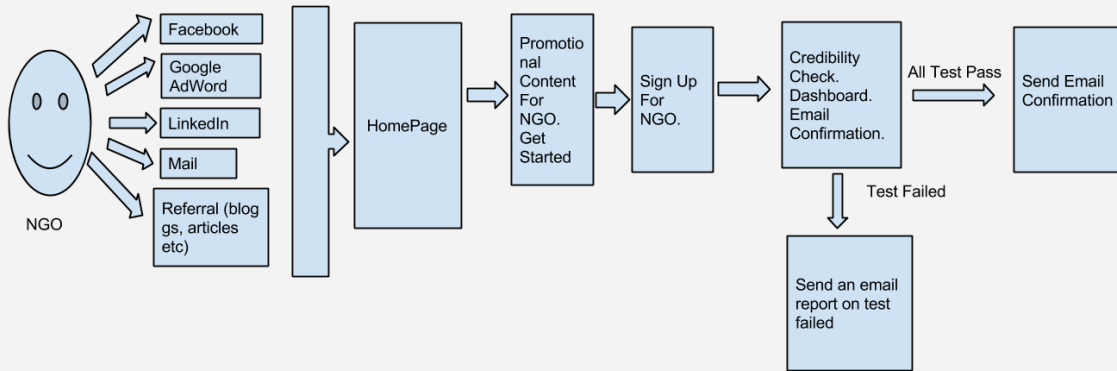 Facebook
Google
AdWord
LinkedIn
Mail
Referral (blog
gs, articles
etc)
NGO
HomePage
Promotio
nal
Content
For
NGO.
Get
Started
Sign Up
For
NGO.
Credibility
Check.
Dashboard.
Email
Confirmation.
All Test Pass
Send Email
Confirmation
Test Failed
Send an email
report on test
failed